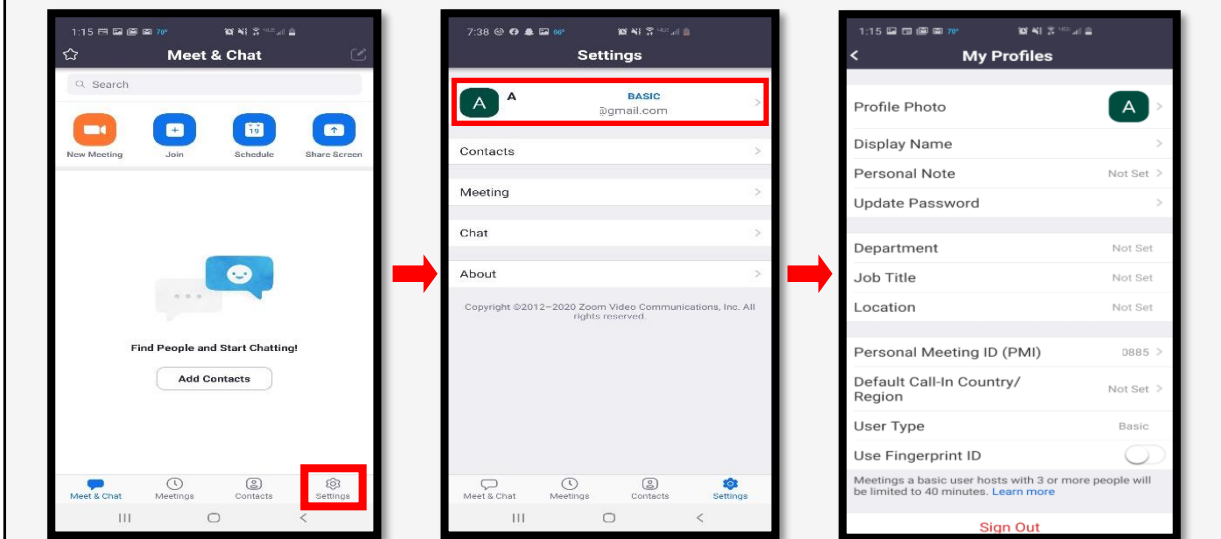 1:15 70°
Meet & Chat
Search
19
New Meeting Join Schedule Share Screen
Find People and Start Chatting!
Add Contacts
Meet & Chat Meetings Contacts Settings
7:38 66°
Settings
A A BASIC
@gmail.com
Contacts
Meeting
Chat
About
Copyright ©2012-2020 Zoom Video Communications, Inc. All
rights reserved.
Meet & Chat Meetings Contacts Settings
1:15 70°
My Profiles
Profile Photo A
Display Name
Personal Note Not Set
Update Password
Department Not Set
Job Title Not Set
Location Not Set
Personal Meeting ID (PMI) 0885
Default Call-In Country/
Region Not Set
User Type Basic
Use Fingerprint ID
Meetings a basic user hosts with 3 or more people will
be limited to 40 minutes. Learn more
Sign Out